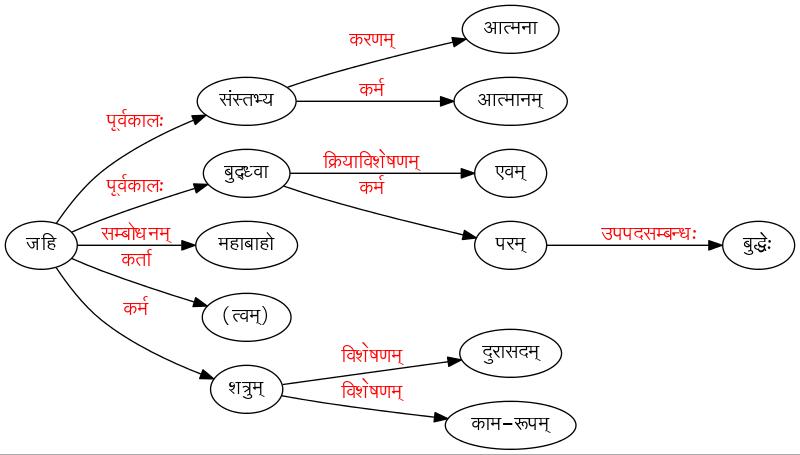 आत्मना
करणम्
संस्तभ्य
कर्म
आत्मानम्
पूर्वकालः
बुद्ध्वा
क्रियाविशेषणम्
एवम्
पूर्वकालः
कर्म
जहि
सम्बोधनम्
महाबाहो
परम्
उपपदसम्बन्धः
बुद्धेः
कर्ता
(त्वम्)
कर्म
शत्रुम्
विशेषणम्
दुरासदम्
विशेषणम्
काम-रूपम्